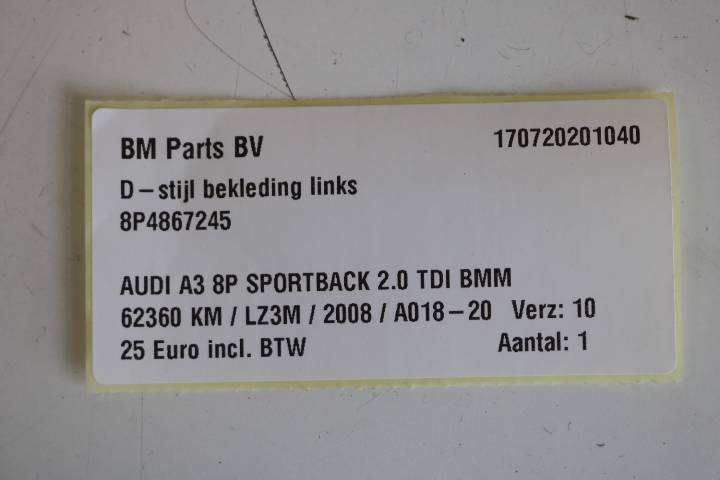 BM Parts BV 170720201040
D-stijl bekleding links
8P4867245
AUDI A3 8P SPORTBACK 2.0 TDI BMM
62360 KM / LZ3M / 2008 / A018-20 Verz: 10
25 Euro incl. BTW Aantal: 1